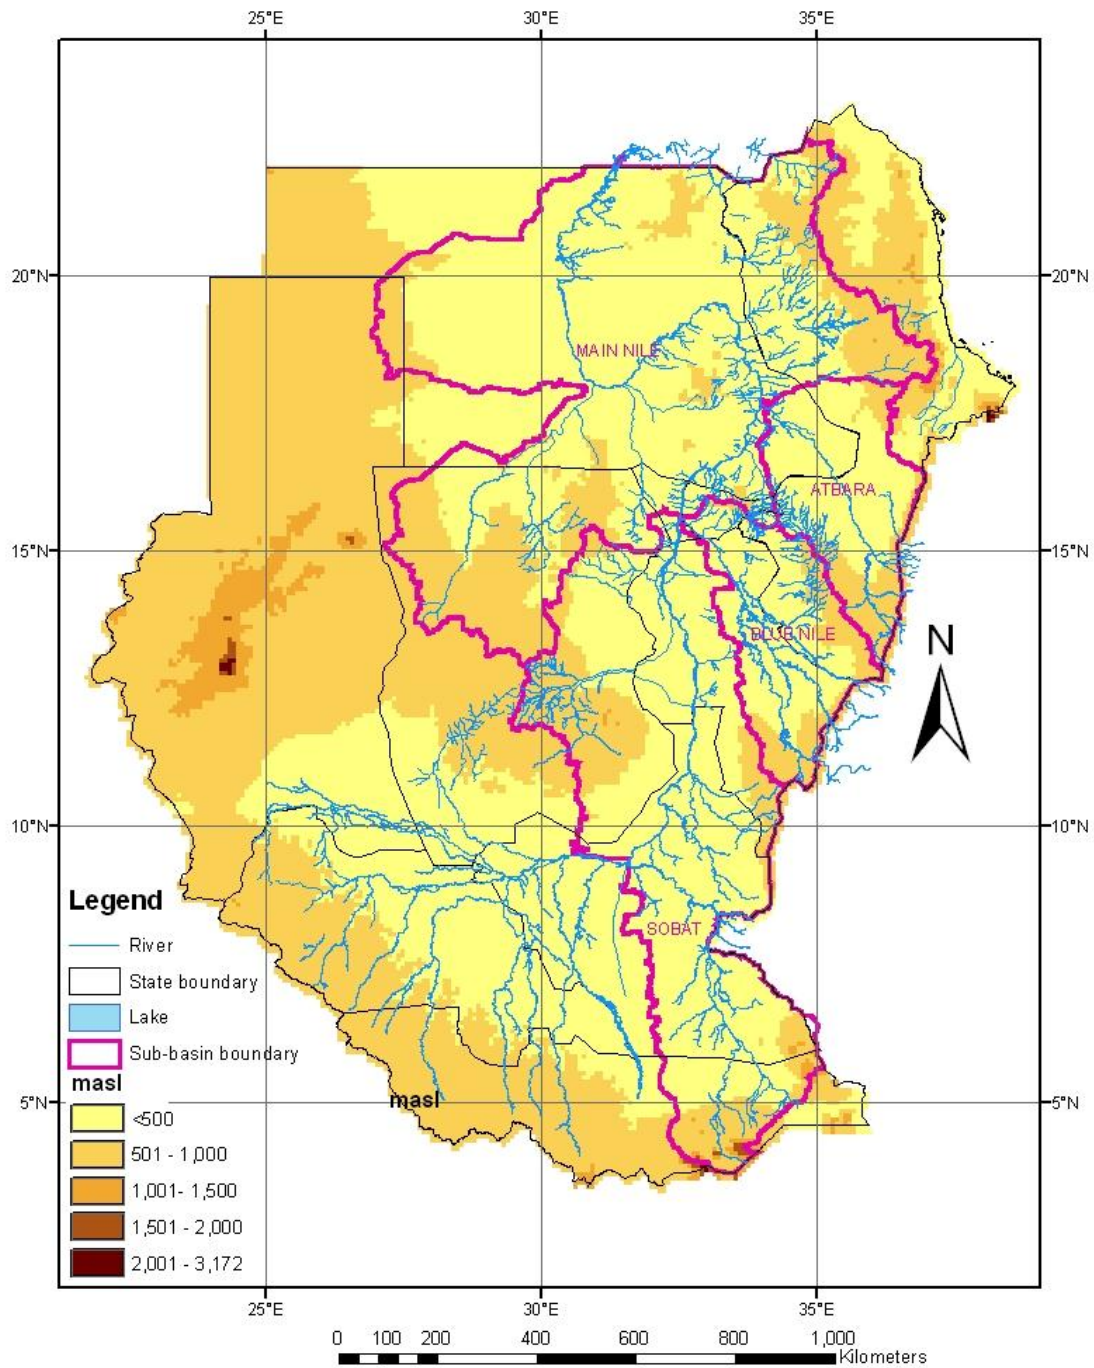 25°E 30°E 35°E
20°N 20°N
MAIN NILE
ATBARA
15°N 15°N
BLUE NILE
N
10°N 10°N
Legend
River
SOBAT
State boundary
Lake
Sub-basin boundary
masl
masl
5°N 5°N
<500
501 - 1,000
1,001- 1,500
1,501 - 2,000
2,001 - 3,172
25°E 30°E 35°E
0 100 200 400 600 800 1,000
Kilometers